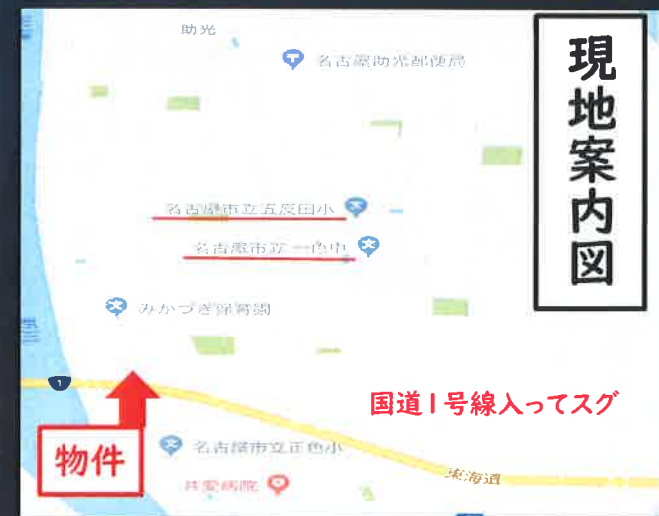 助光
名古屋助光郵便局
現地案内図
名古屋市立五反田小
名古屋市立一色中
みかづき保育園
1
国道1号線入ってスグ
物件
名古屋市立正色小
共愛病院
東海道